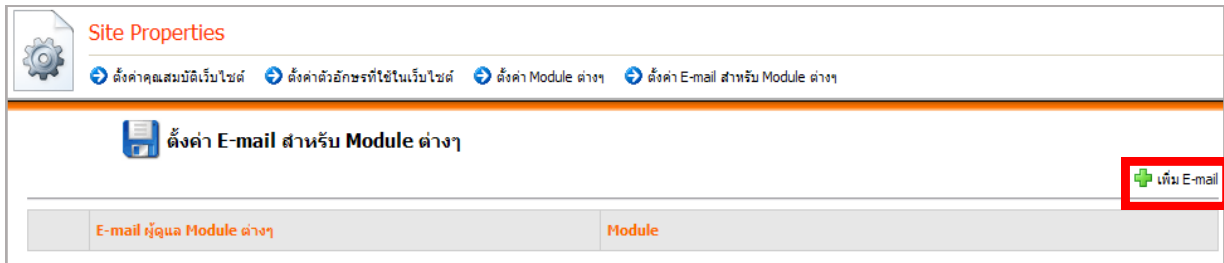 Site Properties
ตั้งค่าคุณสมบัติเว็บไซต์ ตั้งค่าตัวอักษรที่ใช้ในเว็บไซต์ ตั้งค่า Module ต่างๆ ตั้งค่า E-mail สำหรับ Module ต่างๆ
ตั้งค่า E-mail สำหรับ Module ต่างๆ
เพิ่ม E-mail
E-mail ผู้ดูแล Module ต่างๆ Module